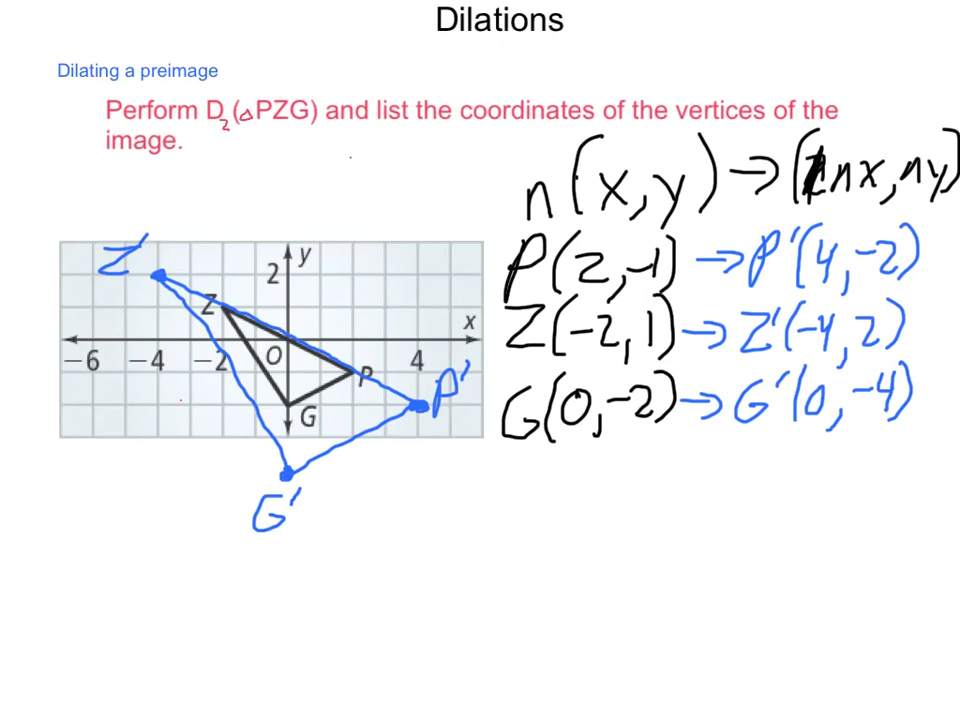 Dilations
Dilating a preimage
Perform D₂(△PZG) and list the coordinates of the vertices of the
image.
n(x,y) → (nx, ny)
P(2,-1) → P'(4,-2)
Z(-2,1) → Z'(-4,2)
G(0,-2) → G'(0,-4)
Z'
y
2
Z
x
−6 −4 −2 O 4
P
P'
G
G'